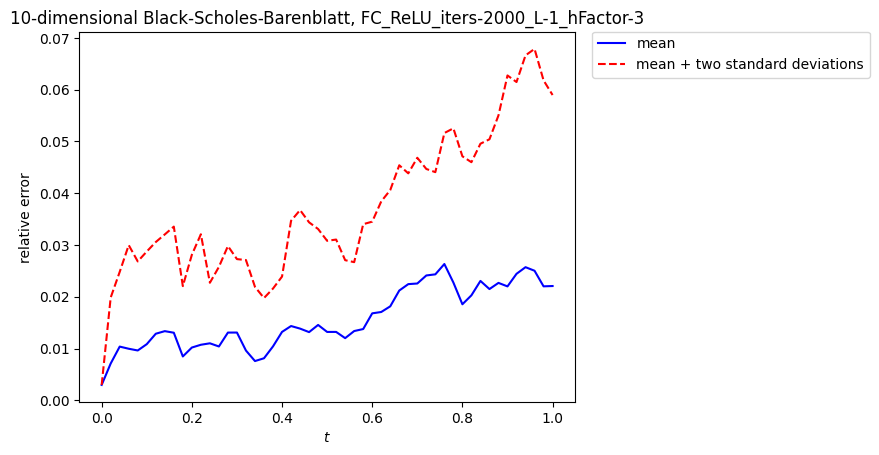 10-dimensional Black-Scholes-Barenblatt, FC_ReLU_iters-2000_L-1_hFactor-3
mean
mean + two standard deviations
relative error
0.07
0.06
0.05
0.04
0.03
0.02
0.01
0.00
0.0 0.2 0.4 0.6 0.8 1.0
t